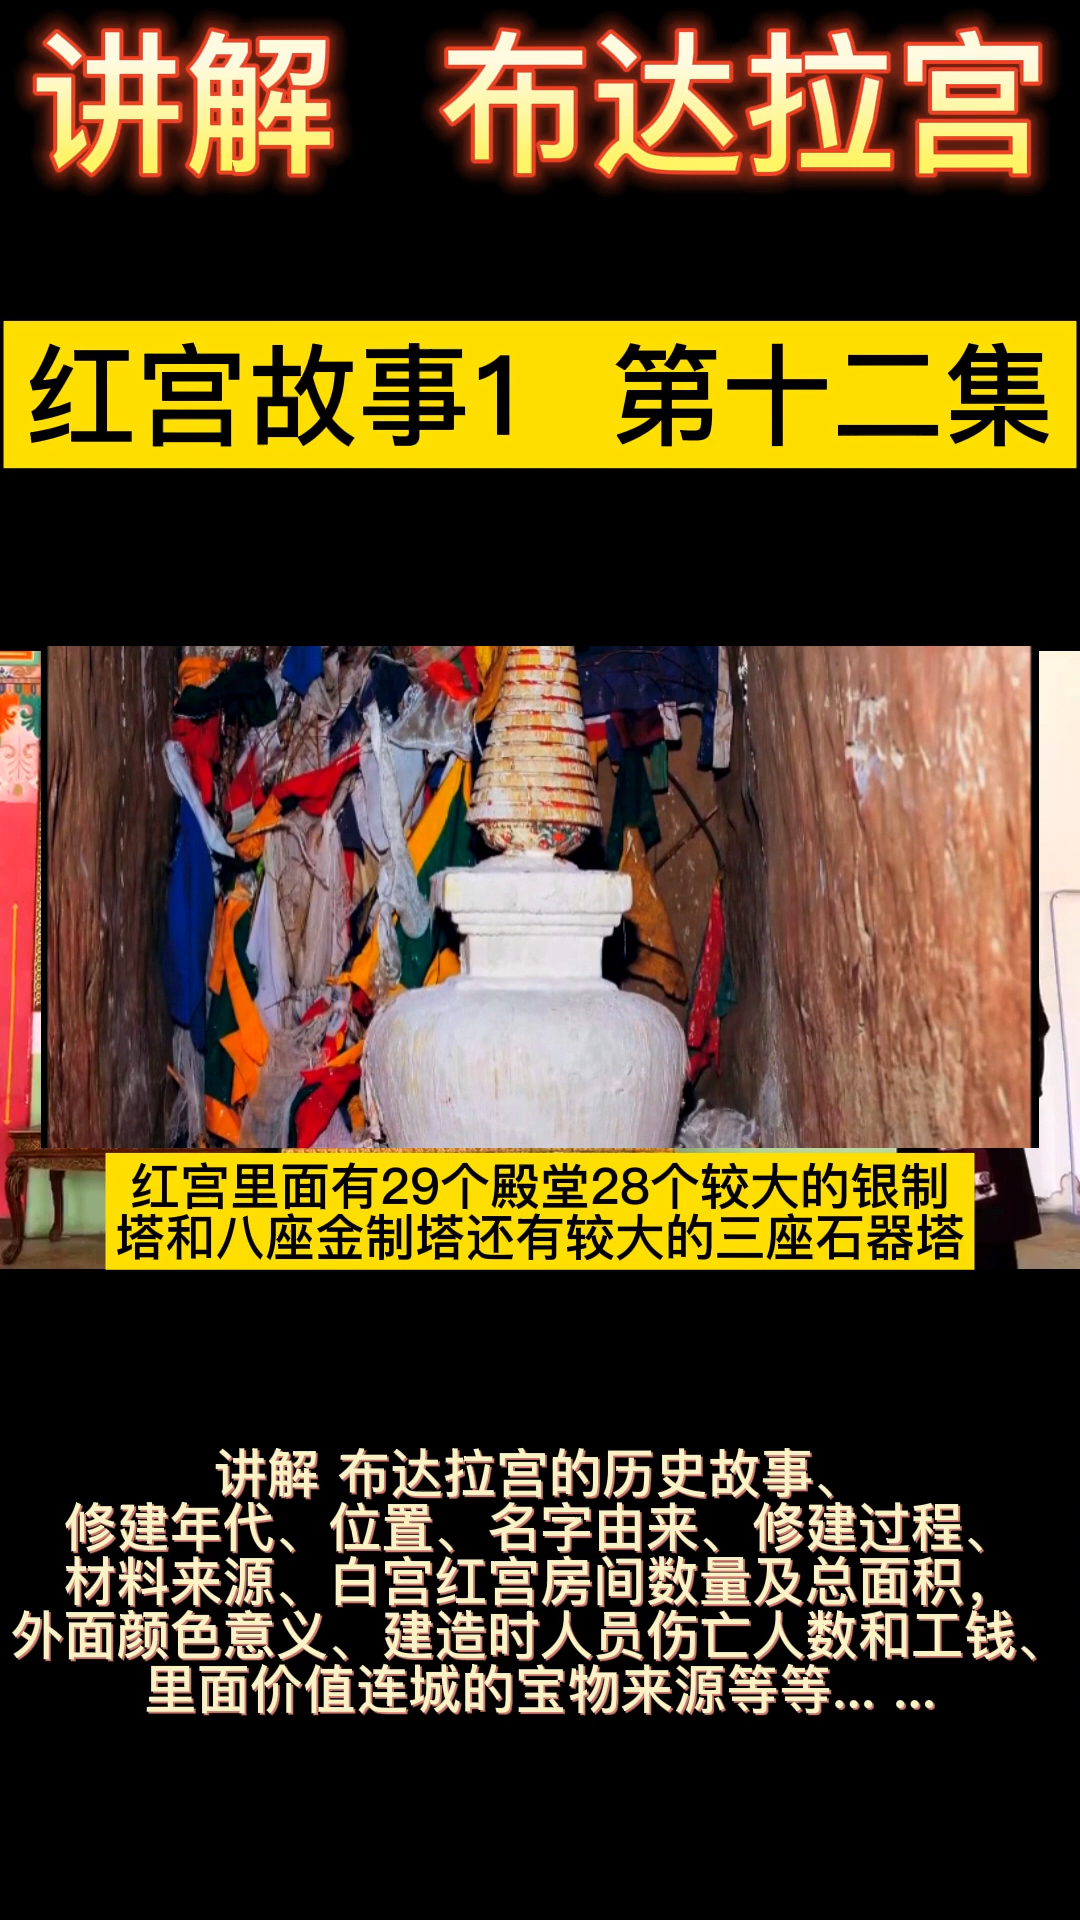 讲解 布达拉宫
红宫故事1 第十二集
红宫里面有29个殿堂28个较大的银制
塔和八座金制塔还有较大的三座石器塔
讲解 布达拉宫的历史故事、
修建年代、位置、名字由来、修建过程、
材料来源、白宫红宫房间数量及总面积，
外面颜色意义、建造时人员伤亡人数和工钱、
里面价值连城的宝物来源等等... ...